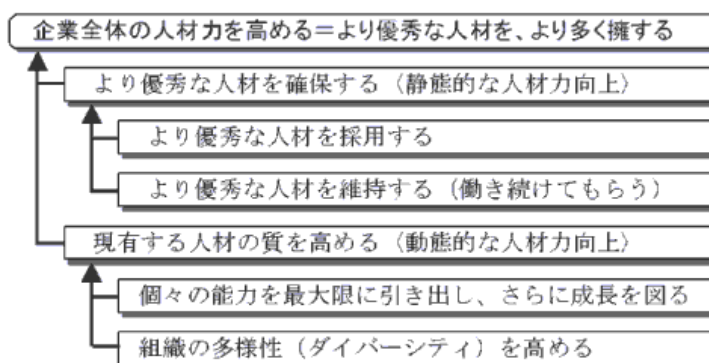 企業全体の人材力を高める＝より優秀な人材を、より多く擁する
より優秀な人材を確保する（静態的な人材力向上）
より優秀な人材を採用する
より優秀な人材を維持する（働き続けてもらう）
現有する人材の質を高める（動態的な人材力向上）
個々の能力を最大限に引き出し、さらに成長を図る
組織の多様性（ダイバーシティ）を高める